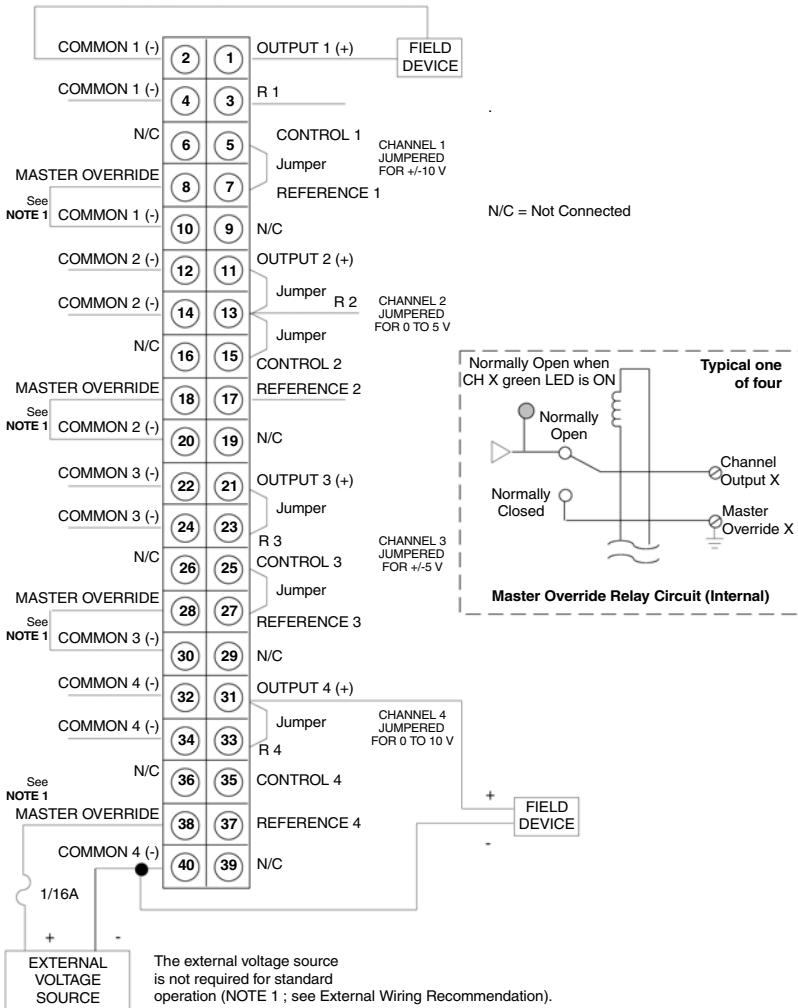 COMMON 1 (-) 2 1 OUTPUT 1 (+) FIELD
DEVICE
COMMON 1 (-) 4 3 R 1
.
N/C 6 5 CONTROL 1
Jumper
CHANNEL 1
JUMPERED
FOR +/-10 V
MASTER OVERRIDE 8 7 REFERENCE 1
See
NOTE 1
COMMON 1 (-) 10 9 N/C
N/C = Not Connected
COMMON 2 (-) 12 11 OUTPUT 2 (+)
Jumper
COMMON 2 (-) 14 13 R 2
CHANNEL 2
JUMPERED
FOR 0 TO 5 V
Jumper
N/C 16 15 CONTROL 2
MASTER OVERRIDE 18 17 REFERENCE 2
See
NOTE 1
COMMON 2 (-) 20 19 N/C
COMMON 3 (-) 22 21 OUTPUT 3 (+)
Jumper
COMMON 3 (-) 24 23 R 3
CHANNEL 3
JUMPERED
FOR +/-5 V
N/C 26 25 CONTROL 3
Jumper
MASTER OVERRIDE 28 27 REFERENCE 3
See
NOTE 1
COMMON 3 (-) 30 29 N/C
COMMON 4 (-) 32 31 OUTPUT 4 (+)
Jumper
CHANNEL 4
JUMPERED
FOR 0 TO 10 V
COMMON 4 (-) 34 33 R 4
N/C 36 35 CONTROL 4
See
NOTE 1
MASTER OVERRIDE 38 37 REFERENCE 4
COMMON 4 (-) 40 39 N/C
+
FIELD
DEVICE
-
1/16A
+ -
EXTERNAL
VOLTAGE
SOURCE
The external voltage source
is not required for standard
operation (NOTE 1 ; see External Wiring Recommendation).
Normally Open when
CH X green LED is ON
Typical one
of four
Normally
Open
Channel
Output X
Normally
Closed
Master
Override X
Master Override Relay Circuit (Internal)